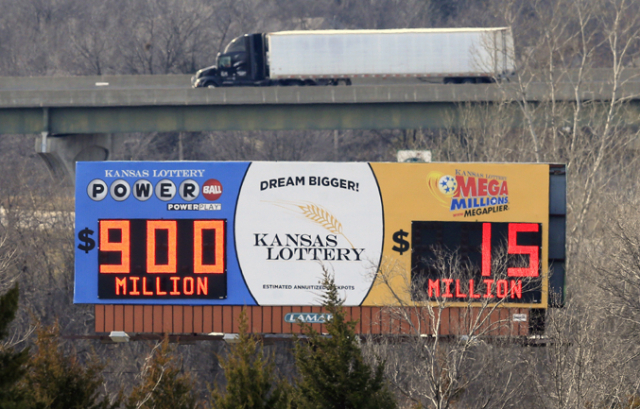 KANSAS LOTTERY
POWERBALL
POWERPLAY
$900
MILLION
DREAM BIGGER!
KANSAS
LOTTERY
ESTIMATED ANNUITIZED JACKPOTS
KANSAS LOTTERY
MEGA
MILLIONS
WITH MEGAPLIER
$15
MILLION
LAMAR